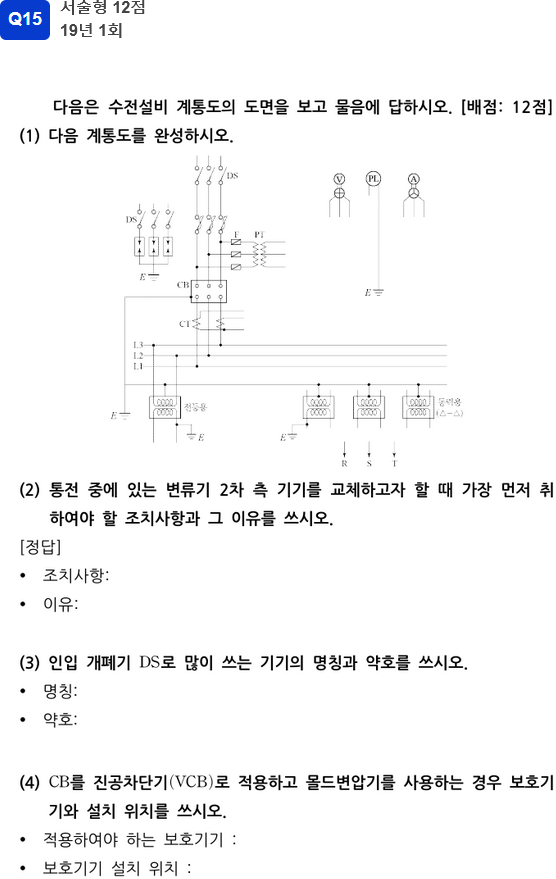 Q15
서술형 12점
19년 1회
다음은 수전설비 계통도의 도면을 보고 물음에 답하시오. [배점: 12점]
(1) 다음 계통도를 완성하시오.
DS
V
PL
A
DS
F
PT
E
CB
E
CT
L3
L2
L1
전등용
동력용
(△-△)
E
E
E
R
S
T
(2) 통전 중에 있는 변류기 2차 측 기기를 교체하고자 할 때 가장 먼저 취
하여야 할 조치사항과 그 이유를 쓰시오.
[정답]
• 조치사항:
• 이유:
(3) 인입 개폐기 DS로 많이 쓰는 기기의 명칭과 약호를 쓰시오.
• 명칭:
• 약호:
(4) CB를 진공차단기(VCB)로 적용하고 몰드변압기를 사용하는 경우 보호기
기와 설치 위치를 쓰시오.
• 적용하여야 하는 보호기기 :
• 보호기기 설치 위치 :